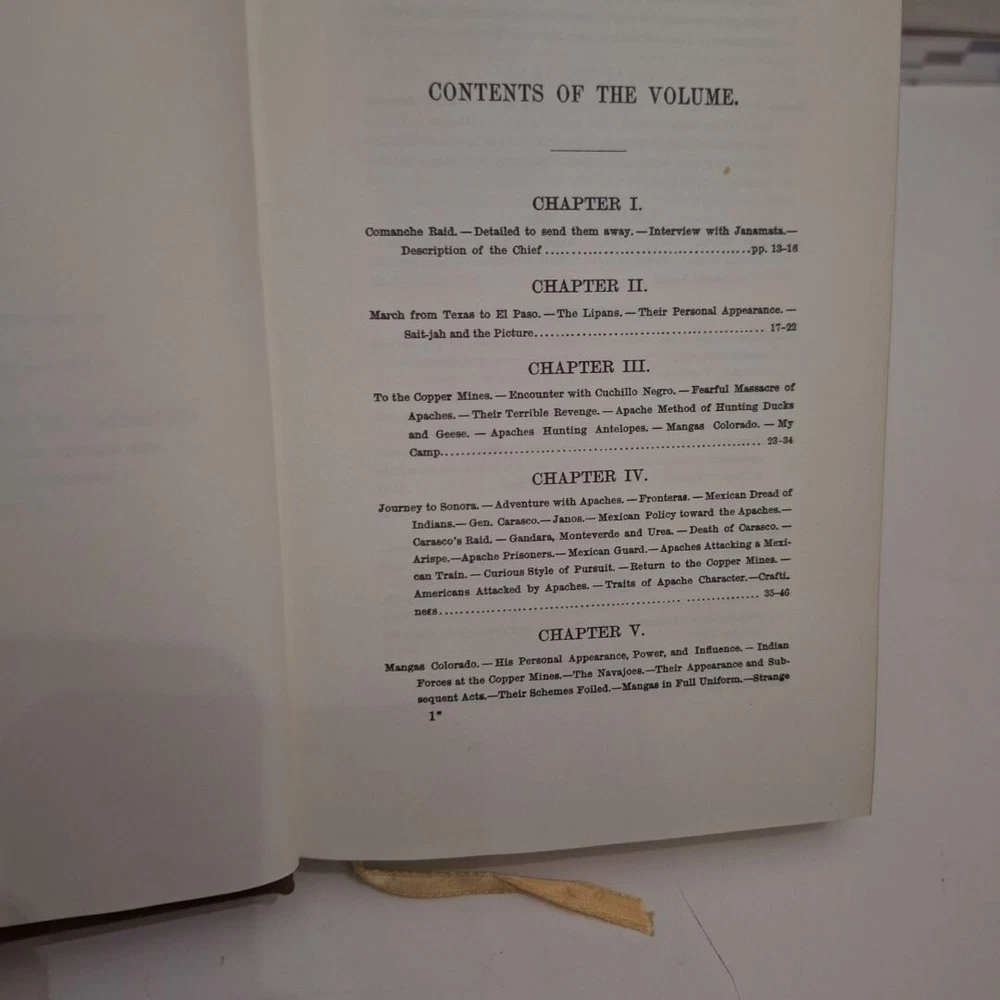 CONTENTS OF THE VOLUME.
CHAPTER I.
Comanche Raid. — Detailed to send them away. — Interview with Janamata.—
Description of the Chief ......................................pp. 13–16
CHAPTER II.
March from Texas to El Paso. — The Lipans. — Their Personal Appearance. —
Sait-jah and the Picture.......................................... 17–22
CHAPTER III.
To the Copper Mines. — Encounter with Cuchillo Negro. — Fearful Massacre of
Apaches. — Their Terrible Revenge. — Apache Method of Hunting Ducks
and Geese. — Apaches Hunting Antelopes. — Mangas Colorado. — My
Camp.......................................................... 23–34
CHAPTER IV.
Journey to Sonora. — Adventure with Apaches. — Fronteras. — Mexican Dread of
Indians.— Gen. Carasco.— Janos.— Mexican Policy toward the Apaches.—
Carasco's Raid. — Gandara, Monteverde and Urea. — Death of Carasco. —
Arispe.—Apache Prisoners.— Mexican Guard.— Apaches Attacking a Mexi-
can Train. — Curious Style of Pursuit. — Return to the Copper Mines. —
Americans Attacked by Apaches. — Traits of Apache Character.—Crafti-
ness............................................ ............. 35–46
CHAPTER V.
Mangas Colorado. — His Personal Appearance, Power, and Influence. — Indian
Forces at the Copper Mines.—The Navajoes.—Their Appearance and Sub-
sequent Acts.—Their Schemes Foiled.—Mangas in Full Uniform.—Strange
1*